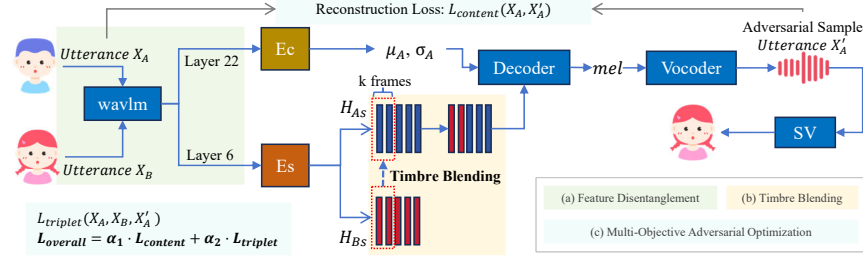 Reconstruction Loss: L_content(X_A, X'_A)
Utterance X_A
wavlm
Utterance X_B
Layer 22
Layer 6
Ec
Es
μ_A, σ_A
k frames
H_As
H_Bs
Timbre Blending
Decoder
mel
Vocoder
Adversarial Sample
Utterance X'_A
SV
L_triplet(X_A, X_B, X'_A)
L_overall = α_1 · L_content + α_2 · L_triplet
(a) Feature Disentanglement
(b) Timbre Blending
(c) Multi-Objective Adversarial Optimization